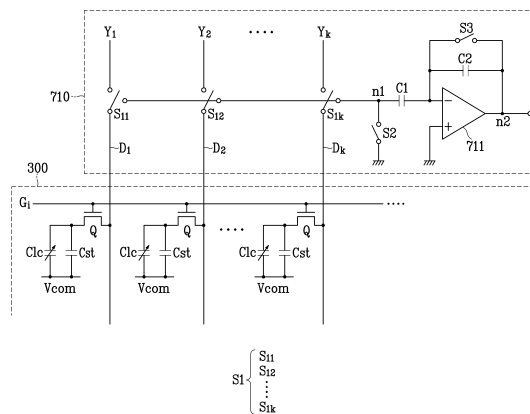 Y1 Y2 .... Yk
S3
C2
710
n1 C1
S11 S12 S1k
S2
711
n2
D1 D2 Dk
300
Gi
Q Q Q
Clc Cst Clc Cst Clc Cst
Vcom Vcom Vcom
S1 { S11
S12
S1k